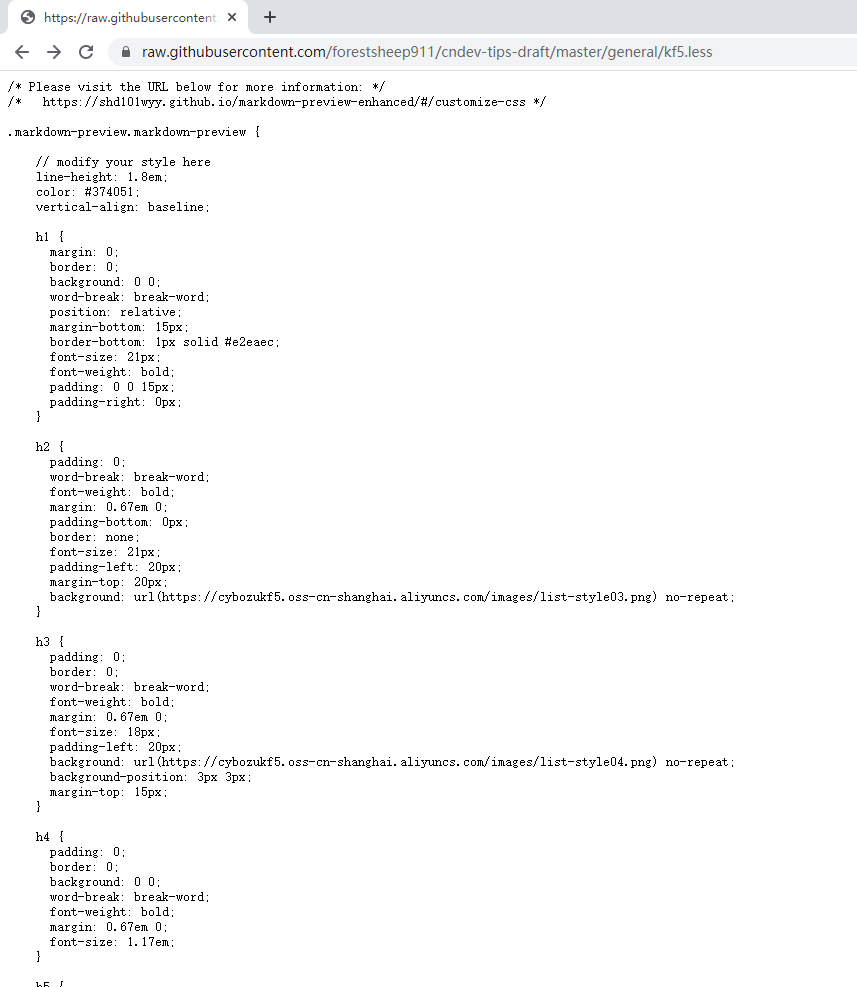 https://raw.githubusercontent.
raw.githubusercontent.com/forestsheep911/cndev-tips-draft/master/general/kf5.less
/* Please visit the URL below for more information: */
/*   https://shd101wyy.github.io/markdown-preview-enhanced/#/customize-css */

.markdown-preview.markdown-preview {

    // modify your style here
    line-height: 1.8em;
    color: #374051;
    vertical-align: baseline;

    h1 {
      margin: 0;
      border: 0;
      background: 0 0;
      word-break: break-word;
      position: relative;
      margin-bottom: 15px;
      border-bottom: 1px solid #e2eaec;
      font-size: 21px;
      font-weight: bold;
      padding: 0 0 15px;
      padding-right: 0px;
    }

    h2 {
      padding: 0;
      word-break: break-word;
      font-weight: bold;
      margin: 0.67em 0;
      padding-bottom: 0px;
      border: none;
      font-size: 21px;
      padding-left: 20px;
      margin-top: 20px;
      background: url(https://cybozukf5.oss-cn-shanghai.aliyuncs.com/images/list-style03.png) no-repeat;
    }

    h3 {
      padding: 0;
      border: 0;
      word-break: break-word;
      font-weight: bold;
      margin: 0.67em 0;
      font-size: 18px;
      padding-left: 20px;
      background: url(https://cybozukf5.oss-cn-shanghai.aliyuncs.com/images/list-style04.png) no-repeat;
      background-position: 3px 3px;
      margin-top: 15px;
    }

    h4 {
      padding: 0;
      border: 0;
      background: 0 0;
      word-break: break-word;
      font-weight: bold;
      margin: 0.67em 0;
      font-size: 1.17em;
    }

    h5 {